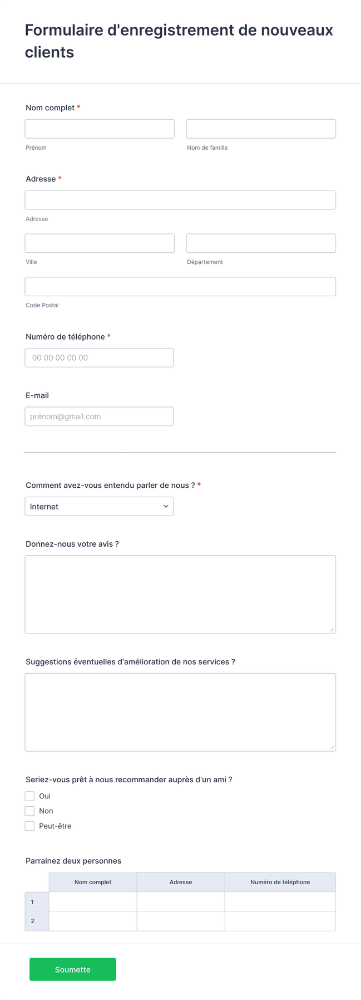 Formulaire d'enregistrement de nouveaux
clients
Nom complet *
Prénom Nom de famille
Adresse *
Adresse
Ville Département
Code Postal
Numéro de téléphone *
00 00 00 00 00
E-mail
prénom@gmail.com
Comment avez-vous entendu parler de nous ? *
Internet
Donnez-nous votre avis ?
Suggestions éventuelles d'amélioration de nos services ?
Seriez-vous prêt à nous recommander auprès d'un ami ?
Oui
Non
Peut-être
Parrainez deux personnes
Nom complet Adresse Numéro de téléphone
1
2
Soumette